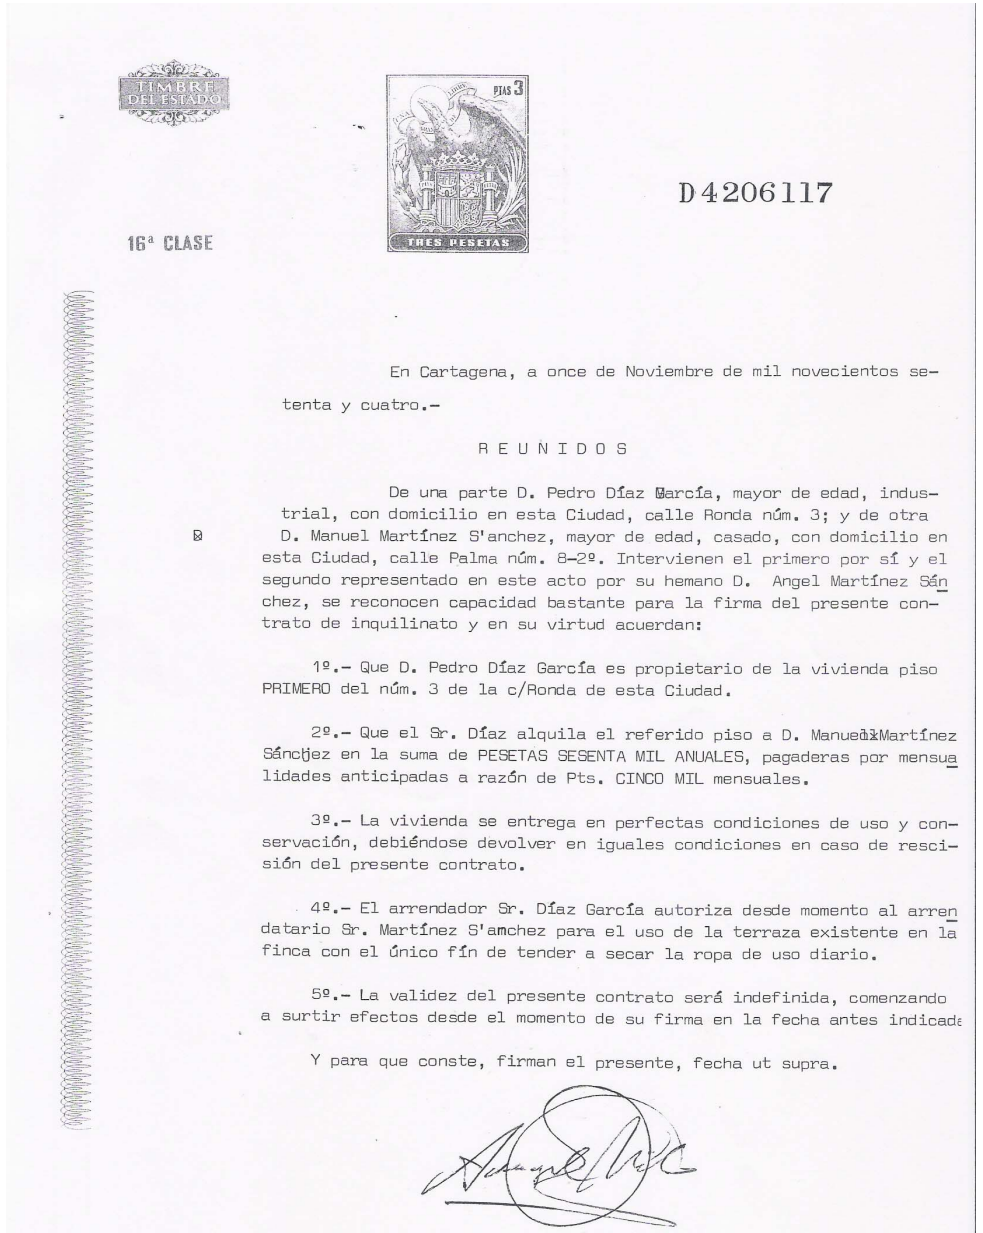 TIMBRE
DEL ESTADO
PTAS 3
TRES PESETAS
D4206117
16ª CLASE
En Cartagena, a once de Noviembre de mil novecientos se-
tenta y cuatro.-
R E U N I D O S
De una parte D. Pedro Díaz García, mayor de edad, indus-
trial, con domicilio en esta Ciudad, calle Ronda núm. 3; y de otra
D. Manuel Martínez S'anchez, mayor de edad, casado, con domicilio en
esta Ciudad, calle Palma núm. 8-2º. Intervienen el primero por sí y el
segundo representado en este acto por su hemano D. Angel Martínez Sán
chez, se reconocen capacidad bastante para la firma del presente con-
trato de inquilinato y en su virtud acuerdan:
1º.- Que D. Pedro Díaz García es propietario de la vivienda piso
PRIMERO del núm. 3 de la c/Ronda de esta Ciudad.
2º.- Que el Sr. Díaz alquila el referido piso a D. Manuel Martínez
Sánchez en la suma de PESETAS SESENTA MIL ANUALES, pagaderas por mensua
lidades anticipadas a razón de Pts. CINCO MIL mensuales.
3º.- La vivienda se entrega en perfectas condiciones de uso y con-
servación, debiéndose devolver en iguales condiciones en caso de resci-
sión del presente contrato.
4º.- El arrendador Sr. Díaz García autoriza desde momento al arren
datario Sr. Martínez S'amchez para el uso de la terraza existente en la
finca con el único fín de tender a secar la ropa de uso diario.
5º.- La validez del presente contrato será indefinida, comenzando
a surtir efectos desde el momento de su firma en la fecha antes indicada
Y para que conste, firman el presente, fecha ut supra.